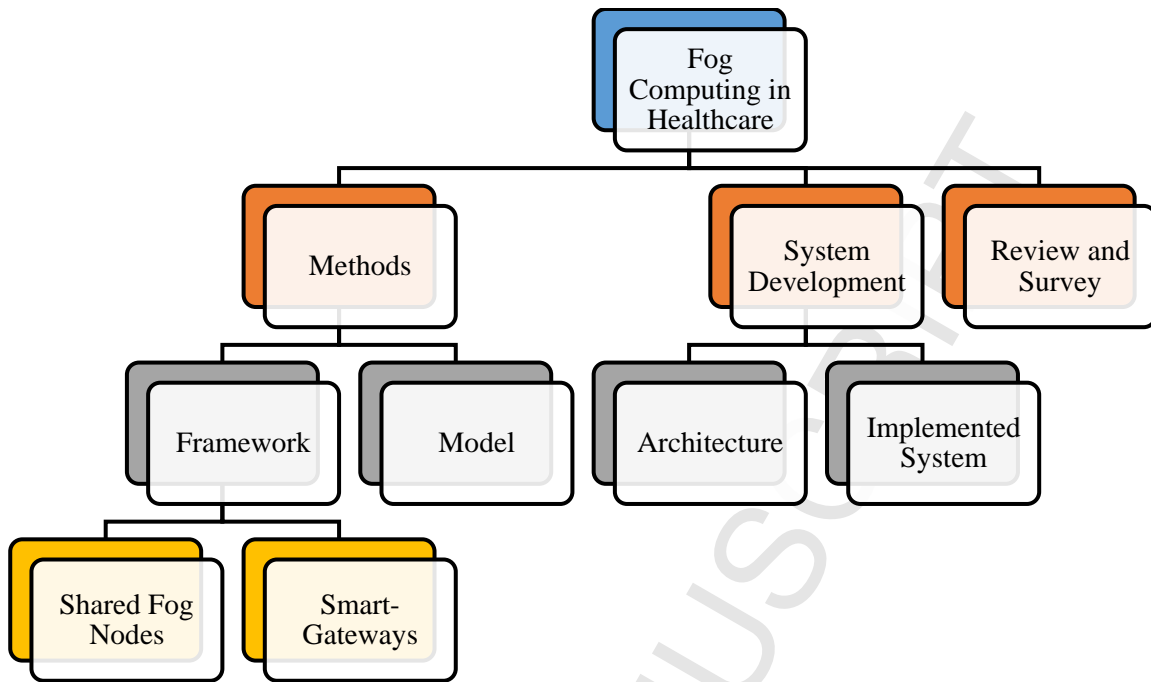 Fog
Computing in
Healthcare
Methods
System
Development
Review and
Survey
Framework
Model
Architecture
Implemented
System
Shared Fog
Nodes
Smart-
Gateways